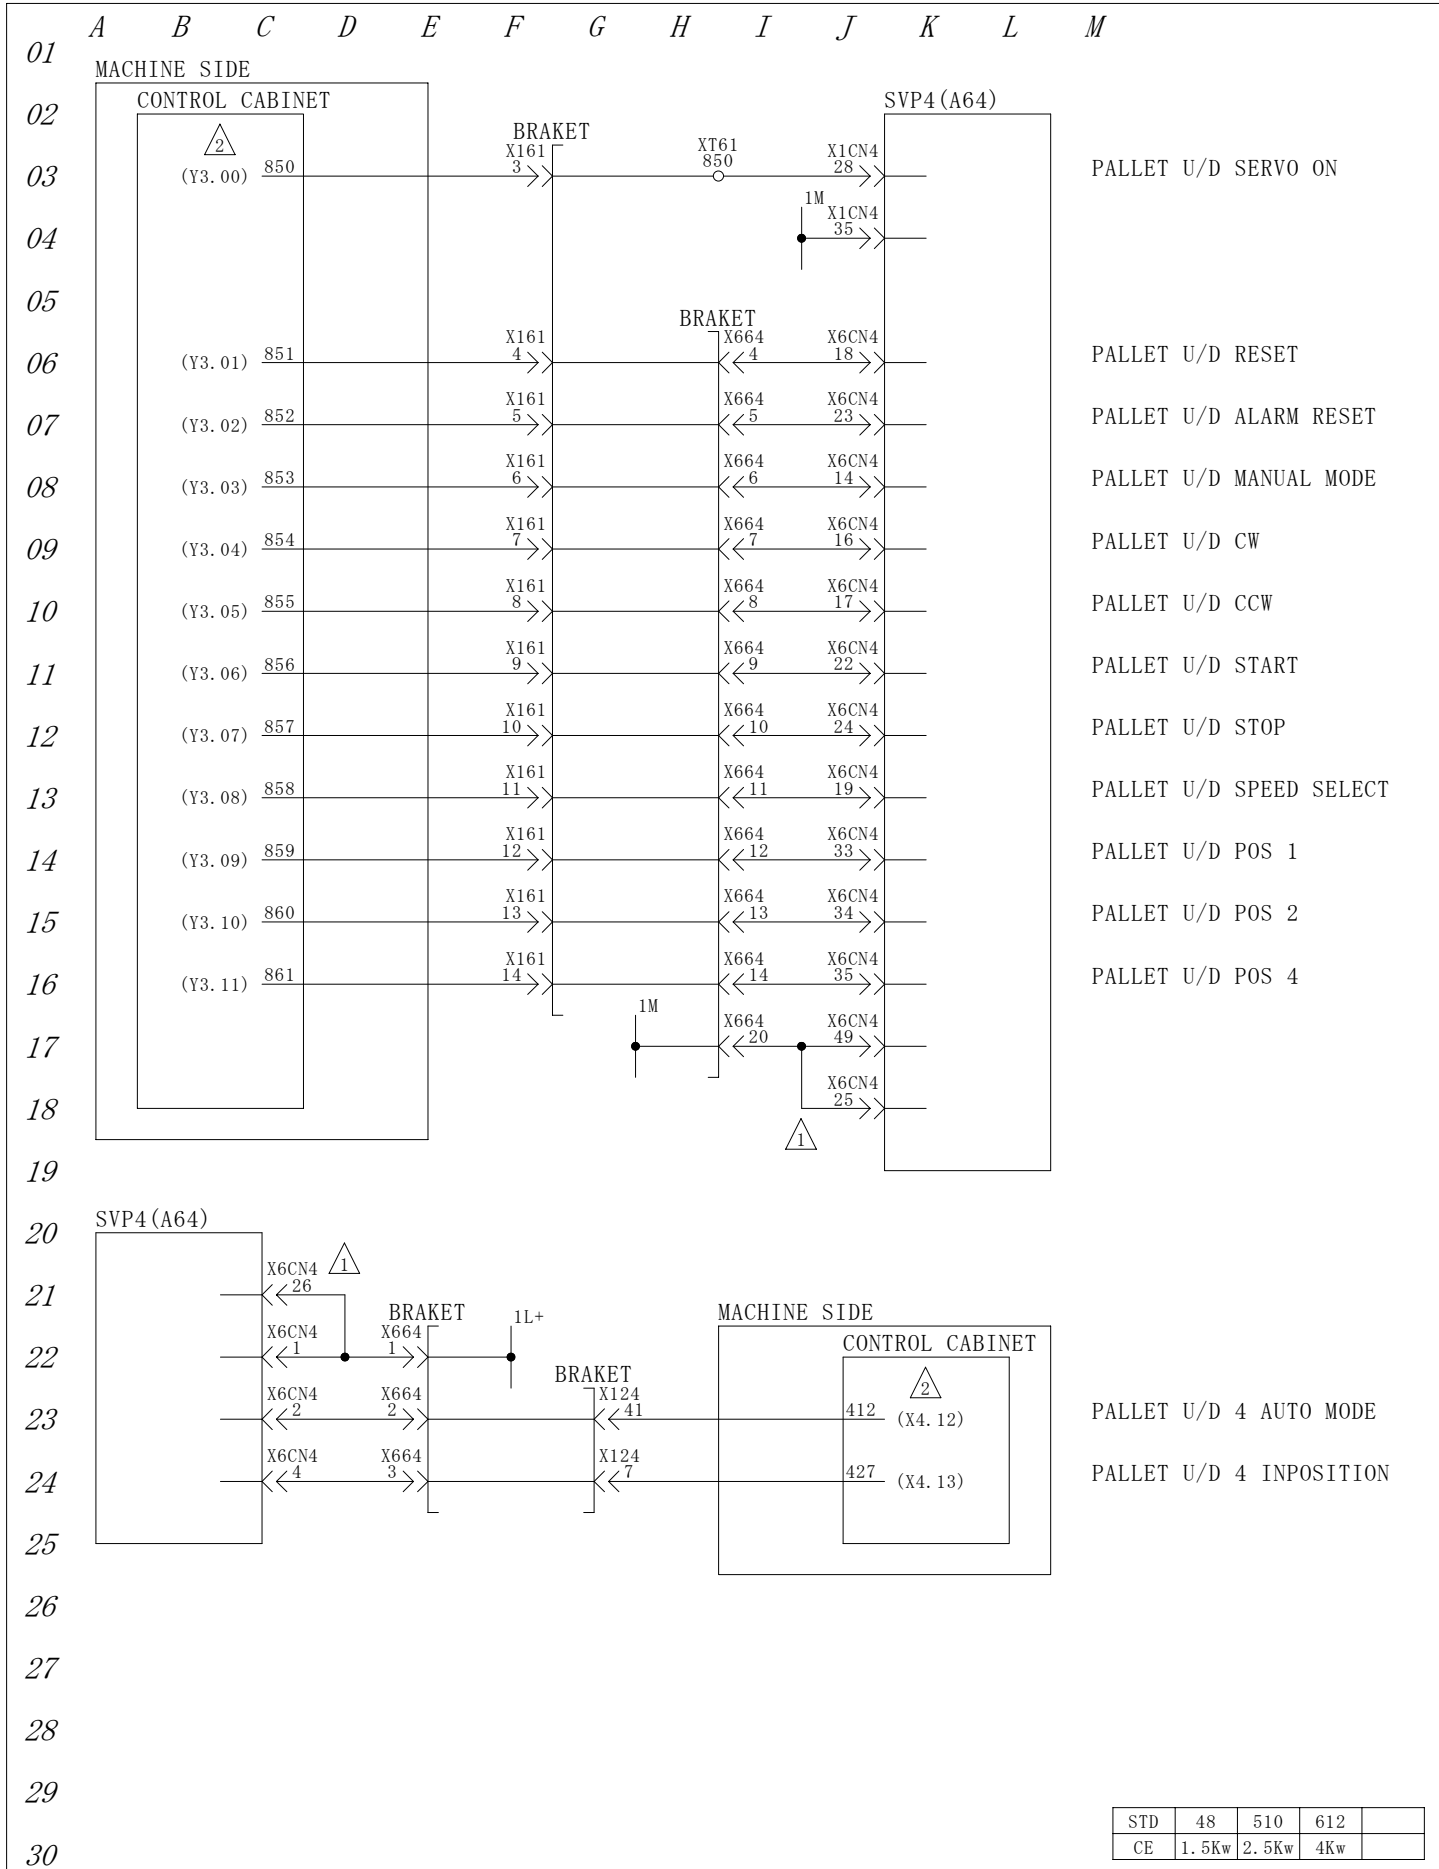 A B C D E F G H I J K L M
01
MACHINE SIDE
02 CONTROL CABINET SVP4(A64)
2 BRAKET
X161 XT61 X1CN4
03 (Y3.00) 850 3 850 28 PALLET U/D SERVO ON
1M X1CN4
04 35
05
BRAKET
X161 X664 X6CN4
06 (Y3.01) 851 4 4 18 PALLET U/D RESET
X161 X664 X6CN4
07 (Y3.02) 852 5 5 23 PALLET U/D ALARM RESET
X161 X664 X6CN4
08 (Y3.03) 853 6 6 14 PALLET U/D MANUAL MODE
X161 X664 X6CN4
09 (Y3.04) 854 7 7 16 PALLET U/D CW
X161 X664 X6CN4
10 (Y3.05) 855 8 8 17 PALLET U/D CCW
X161 X664 X6CN4
11 (Y3.06) 856 9 9 22 PALLET U/D START
X161 X664 X6CN4
12 (Y3.07) 857 10 10 24 PALLET U/D STOP
X161 X664 X6CN4
13 (Y3.08) 858 11 11 19 PALLET U/D SPEED SELECT
X161 X664 X6CN4
14 (Y3.09) 859 12 12 33 PALLET U/D POS 1
X161 X664 X6CN4
15 (Y3.10) 860 13 13 34 PALLET U/D POS 2
X161 X664 X6CN4
16 (Y3.11) 861 14 14 35 PALLET U/D POS 4
1M X664 X6CN4
17 20 49
X6CN4
18 25
1
19
SVP4(A64)
20
X6CN4 1
21 26
BRAKET 1L+ MACHINE SIDE
X6CN4 X664 CONTROL CABINET
22 1 1
BRAKET 2
X6CN4 X664 X124
23 2 2 41 412 (X4.12) PALLET U/D 4 AUTO MODE
X6CN4 X664 X124
24 4 3 7 427 (X4.13) PALLET U/D 4 INPOSITION
25
26
27
28
29
STD 48 510 612
30 CE 1.5Kw 2.5Kw 4Kw